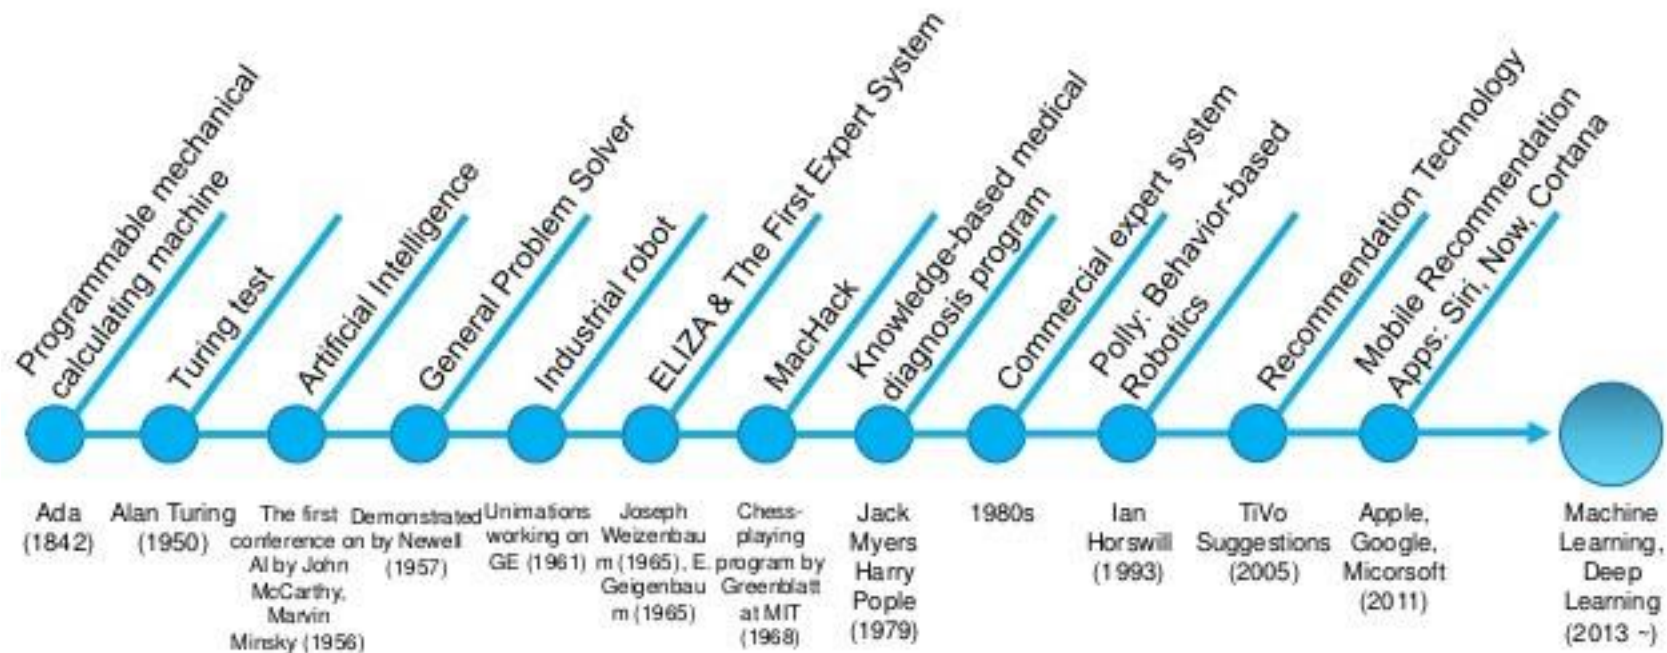 Programmable mechanical
calculating machine
Turing test
Artificial Intelligence
General Problem Solver
Industrial robot
ELIZA & The First Expert System
MacHack
Knowledge-based medical
diagnosis program
Commercial expert system
Polly: Behavior-based
Robotics
Recommendation Technology
Mobile Recommendation
Apps: Siri, Now, Cortana
Ada
(1842)
Alan Turing
(1950)
The first
conference on
AI by John
McCarthy,
Marvin
Minsky (1956)
Demonstrated
by Newell
(1957)
Unimations
working on
GE (1961)
Joseph
Weizenbau
m (1965), E.
Geigenbau
m (1965)
Chess-
playing
program by
Greenblatt
at MIT
(1968)
Jack
Myers
Harry
Pople
(1979)
1980s
Ian
Horswill
(1993)
TiVo
Suggestions
(2005)
Apple,
Google,
Micorsoft
(2011)
Machine
Learning,
Deep
Learning
(2013 ~)